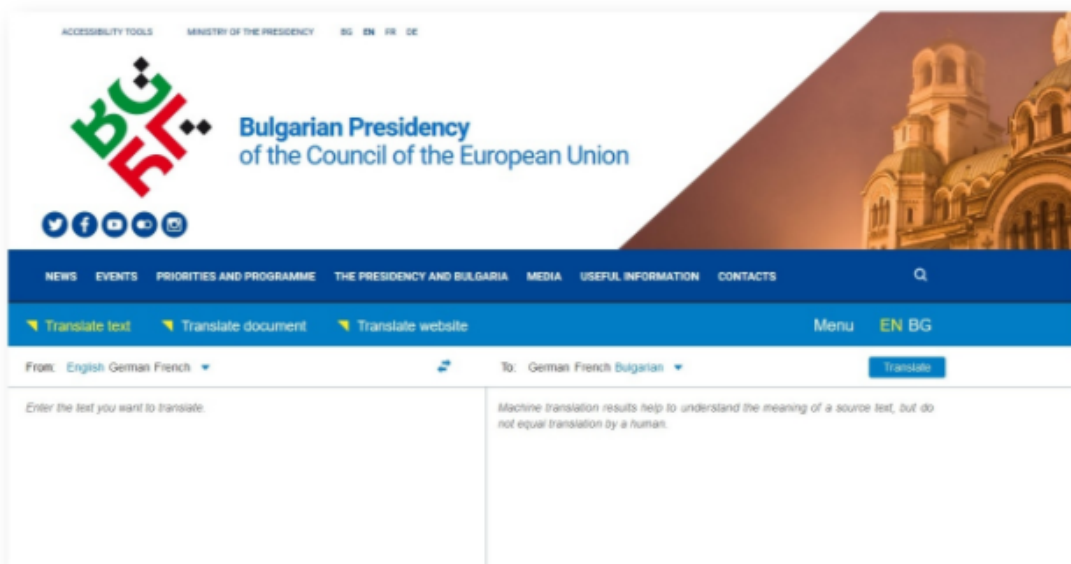 ACCESSIBILITY TOOLS MINISTRY OF THE PRESIDENCY BG EN FR DE
Bulgarian Presidency
of the Council of the European Union
NEWS EVENTS PRIORITIES AND PROGRAMME THE PRESIDENCY AND BULGARIA MEDIA USEFUL INFORMATION CONTACTS
Translate text Translate document Translate website Menu EN BG
From: English German French To: German French Bulgarian Translate
Enter the text you want to translate.
Machine translation results help to understand the meaning of a source text, but do
not equal translation by a human.